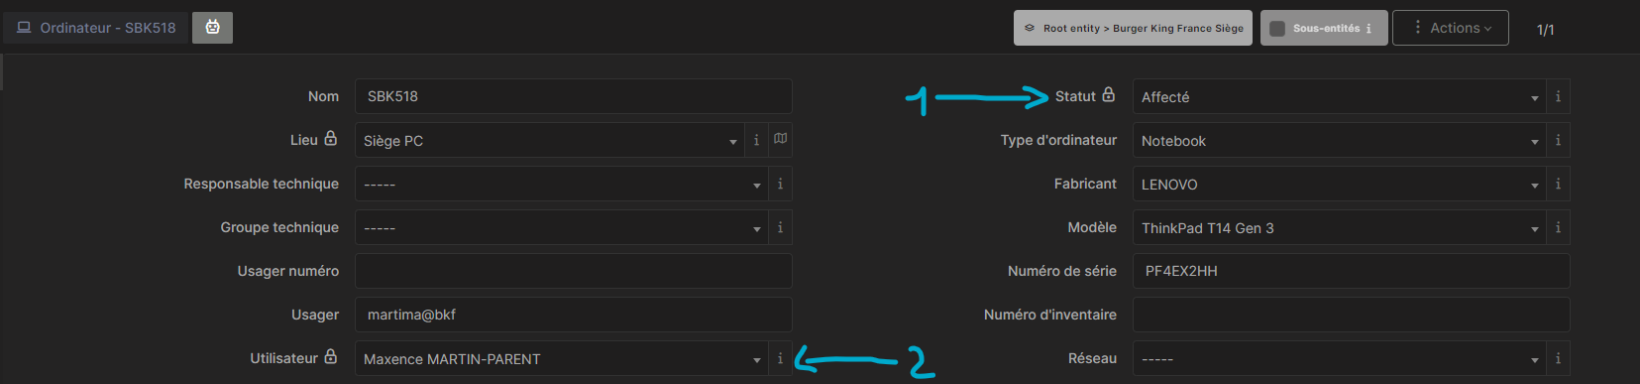 Ordinateur - SBK518
Root entity > Burger King France Siège
Sous-entités i
Actions
1/1
Nom SBK518
1 Statut Affecté i
Lieu Siège PC i
Type d'ordinateur Notebook i
Responsable technique ----- i
Fabricant LENOVO i
Groupe technique ----- i
Modèle ThinkPad T14 Gen 3 i
Usager numéro
Numéro de série PF4EX2HH
Usager martima@bkf
Numéro d'inventaire
Utilisateur Maxence MARTIN-PARENT i 2
Réseau ----- i